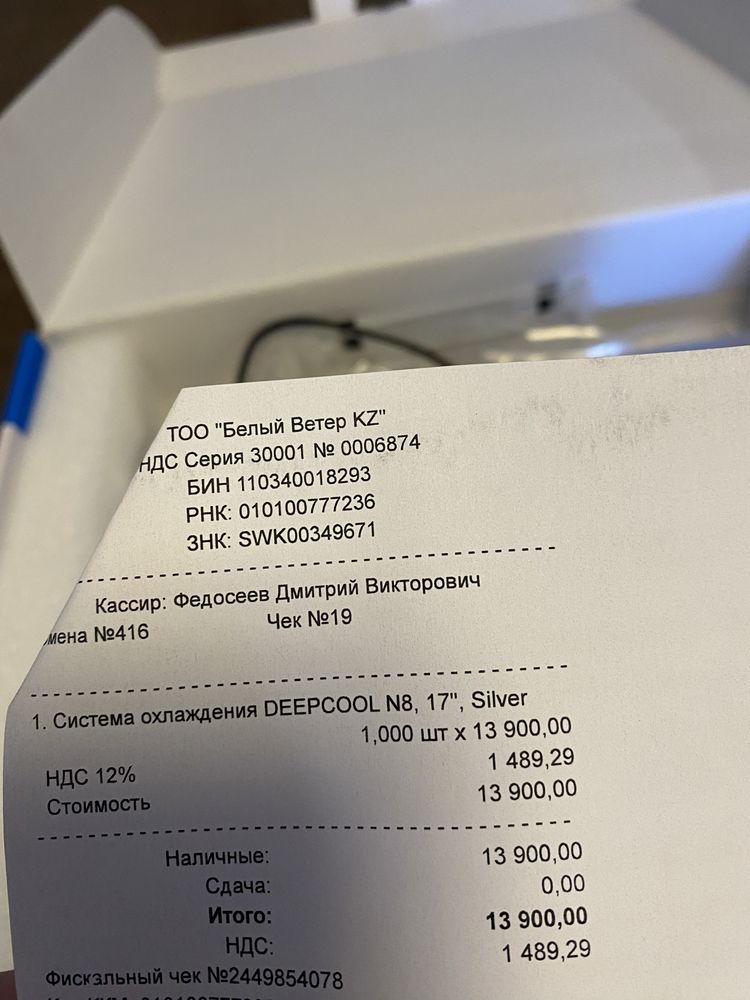 ТОО "Белый Ветер KZ"
НДС Серия 30001 № 0006874
БИН 110340018293
РНК: 010100777236
ЗНК: SWK00349671
Кассир: Федосеев Дмитрий Викторович
мена №416 Чек №19
1. Система охлаждения DEEPCOOL N8, 17", Silver
1,000 шт x 13 900,00
НДС 12% 1 489,29
Стоимость 13 900,00
Наличные: 13 900,00
Сдача: 0,00
Итого: 13 900,00
НДС: 1 489,29
Фискальный чек №2449854078